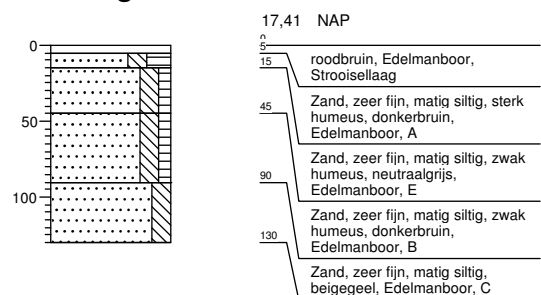 17,41 NAP
0
50
100
0
5
15
45
90
130
roodbruin, Edelmanboor,
Strooisellaag
Zand, zeer fijn, matig siltig, sterk
humeus, donkerbruin,
Edelmanboor, A
Zand, zeer fijn, matig siltig, zwak
humeus, neutraalgrijs,
Edelmanboor, E
Zand, zeer fijn, matig siltig, zwak
humeus, donkerbruin,
Edelmanboor, B
Zand, zeer fijn, matig siltig,
beigegeel, Edelmanboor, C